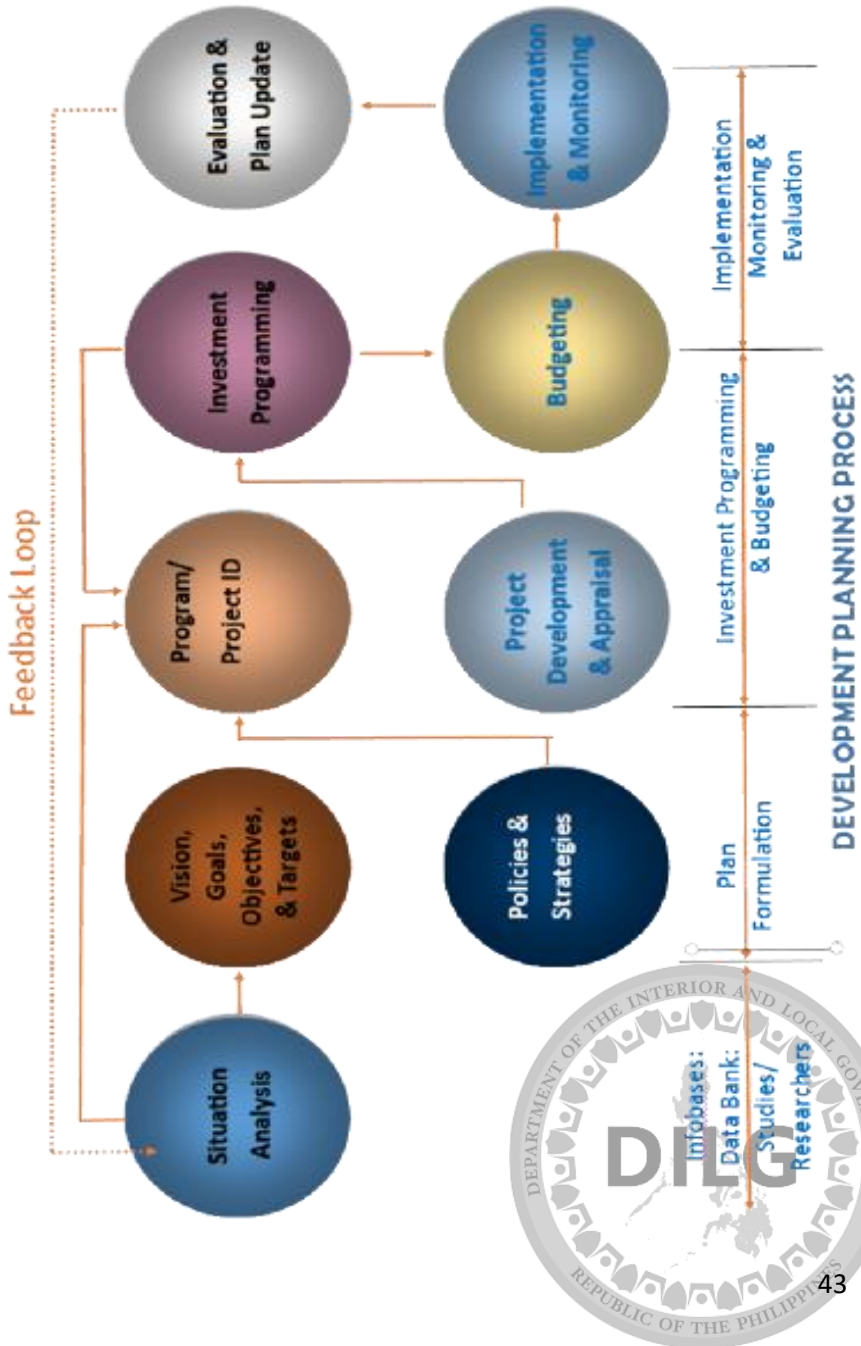 Feedback Loop
Situation
Analysis
Vision,
Goals,
Objectives,
& Targets
Program/
Project ID
Investment
Programming
Evaluation &
Plan Update
Policies &
Strategies
Project
Development
& Appraisal
Budgeting
Implementation
& Monitoring
Infobases:
Data Bank:
Studies/
Researchers
Plan
Formulation
Investment Programming
& Budgeting
Implementation
Monitoring &
Evaluation
DEVELOPMENT PLANNING PROCESS
DEPARTMENT OF THE INTERIOR AND LOCAL
DILG
REPUBLIC OF THE PHILIPPINES
43